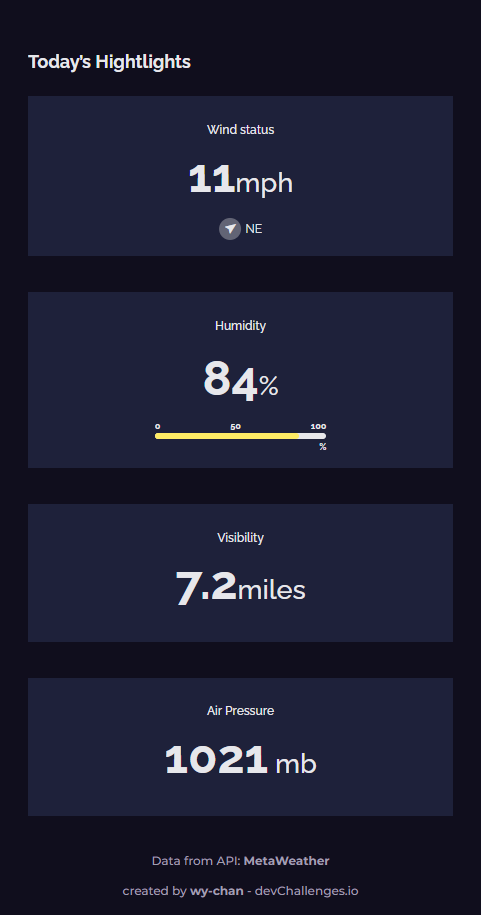 Today's Hightlights
Wind status
11mph
NE
Humidity
84%
0 50 100
%
Visibility
7.2miles
Air Pressure
1021 mb
Data from API: MetaWeather
created by wy-chan - devChallenges.io